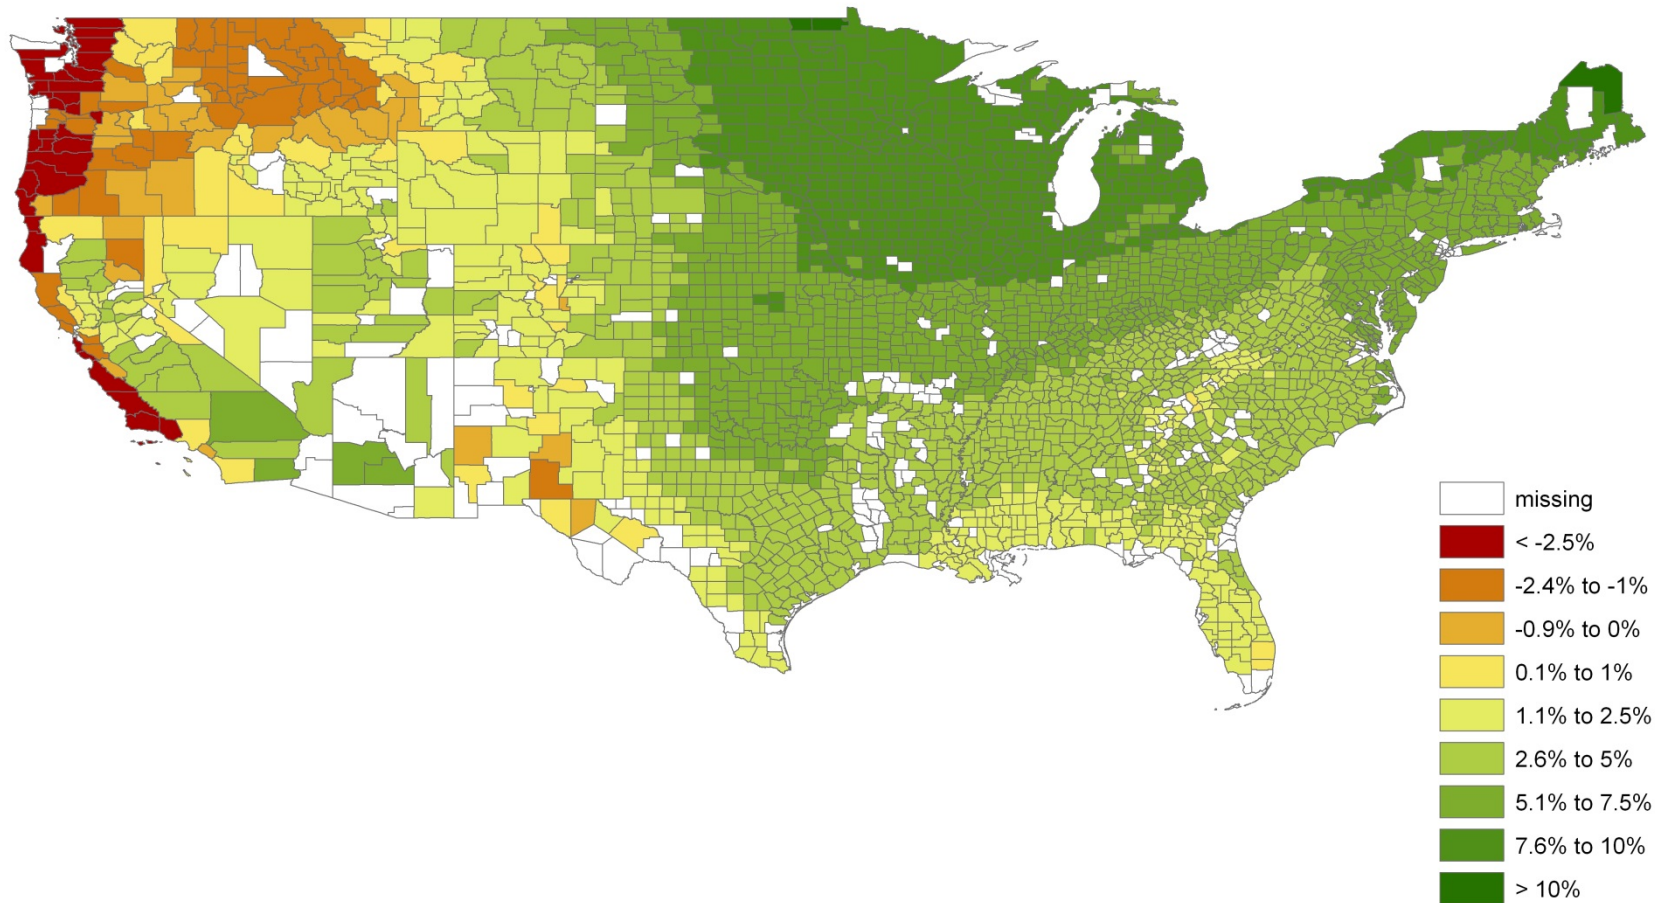 missing
< -2.5%
-2.4% to -1%
-0.9% to 0%
0.1% to 1%
1.1% to 2.5%
2.6% to 5%
5.1% to 7.5%
7.6% to 10%
> 10%